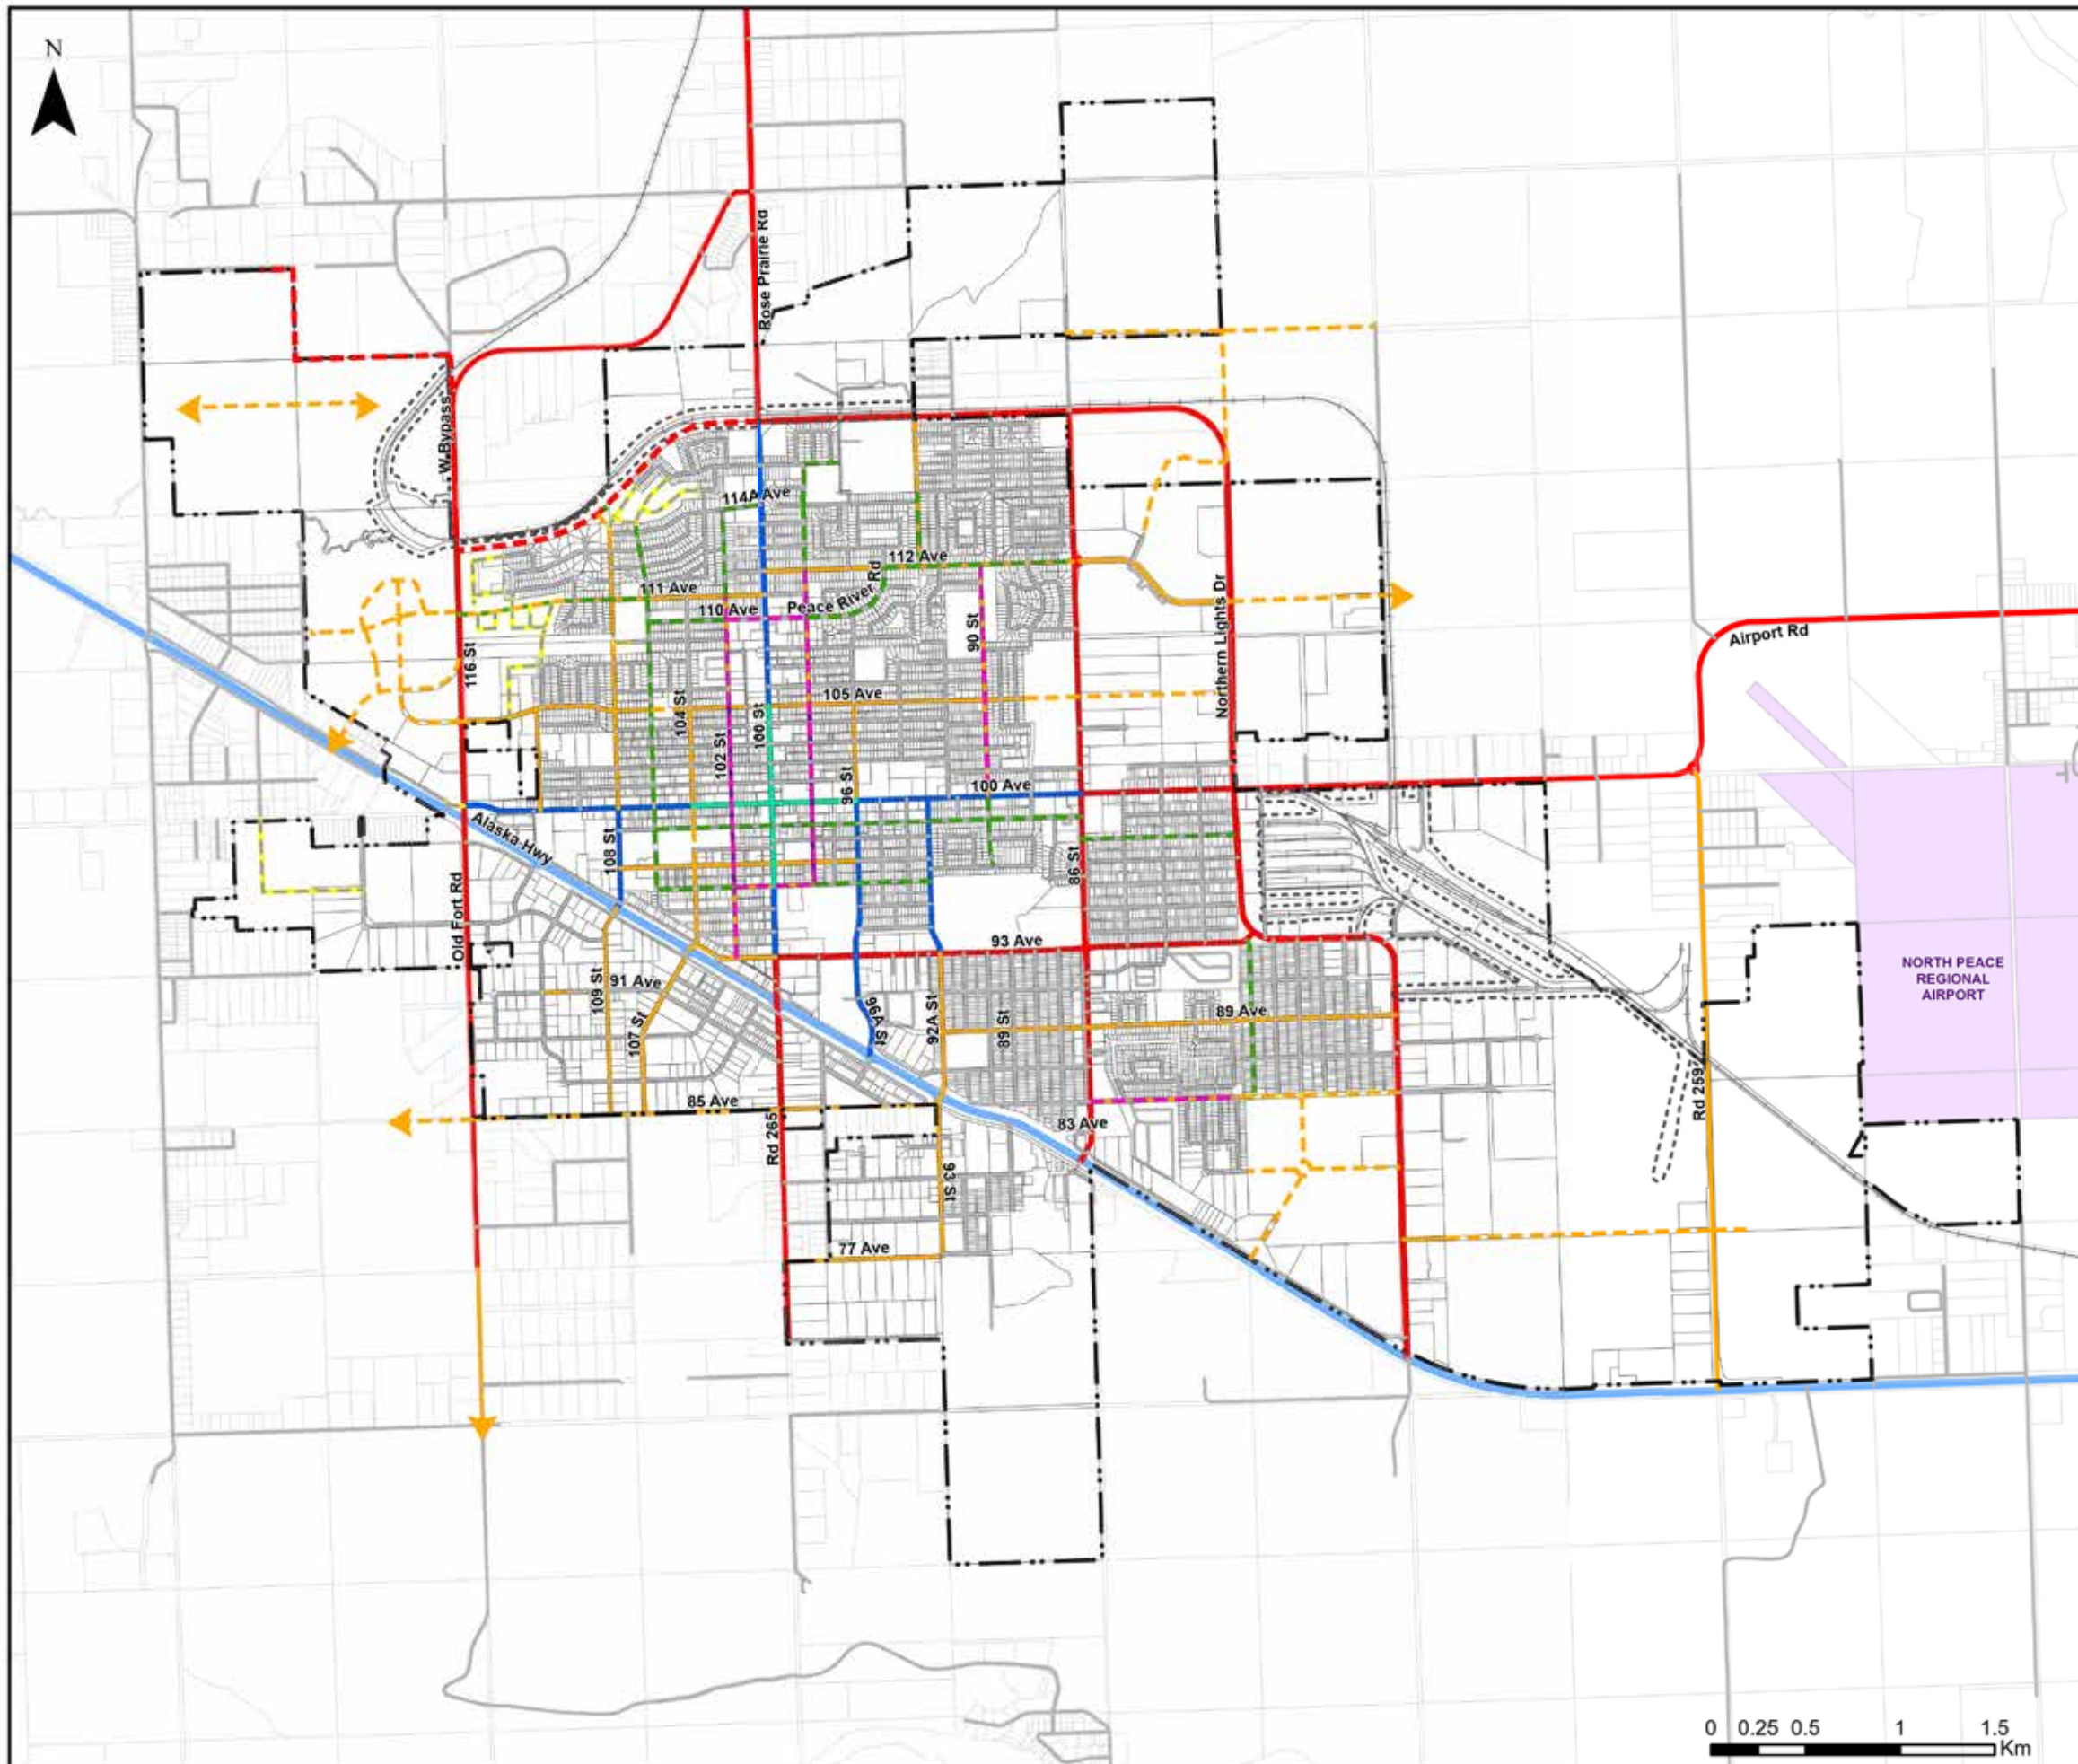 N
Rose Prairie Rd
W Bypass
114A Ave
112 Ave
111 Ave
110 Ave
Peace River Rd
90 St
Northern Lights Dr
Airport Rd
116 St
105 Ave
104 St
102 St
100 St
96 St
100 Ave
Alaska Hwy
108 St
86 St
Old Fort Rd
93 Ave
NORTH PEACE
REGIONAL
AIRPORT
91 Ave
109 St
107 St
96A St
92A St
89 St
89 Ave
85 Ave
83 Ave
Rd 265
Rd 259
93 St
77 Ave
0 0.25 0.5 1 1.5
Km